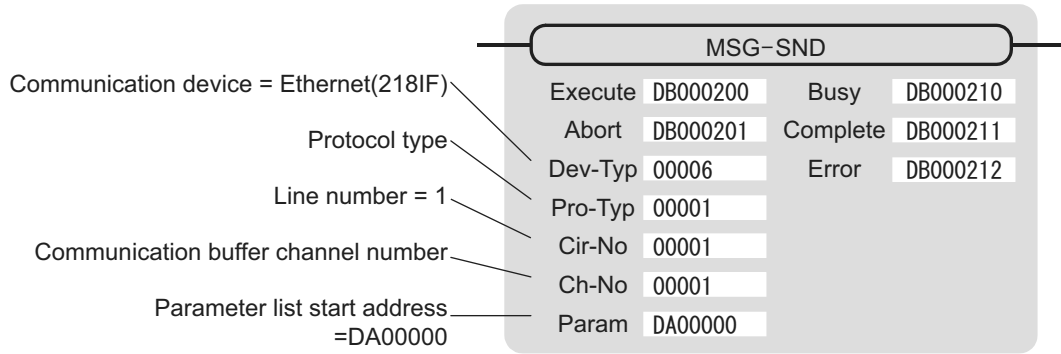 MSG-SND
Communication device = Ethernet(218IF)
Execute DB000200 Busy DB000210
Protocol type
Abort DB000201 Complete DB000211
Dev-Typ 00006 Error DB000212
Line number = 1
Pro-Typ 00001
Cir-No 00001
Communication buffer channel number
Ch-No 00001
Parameter list start address
=DA00000
Param DA00000